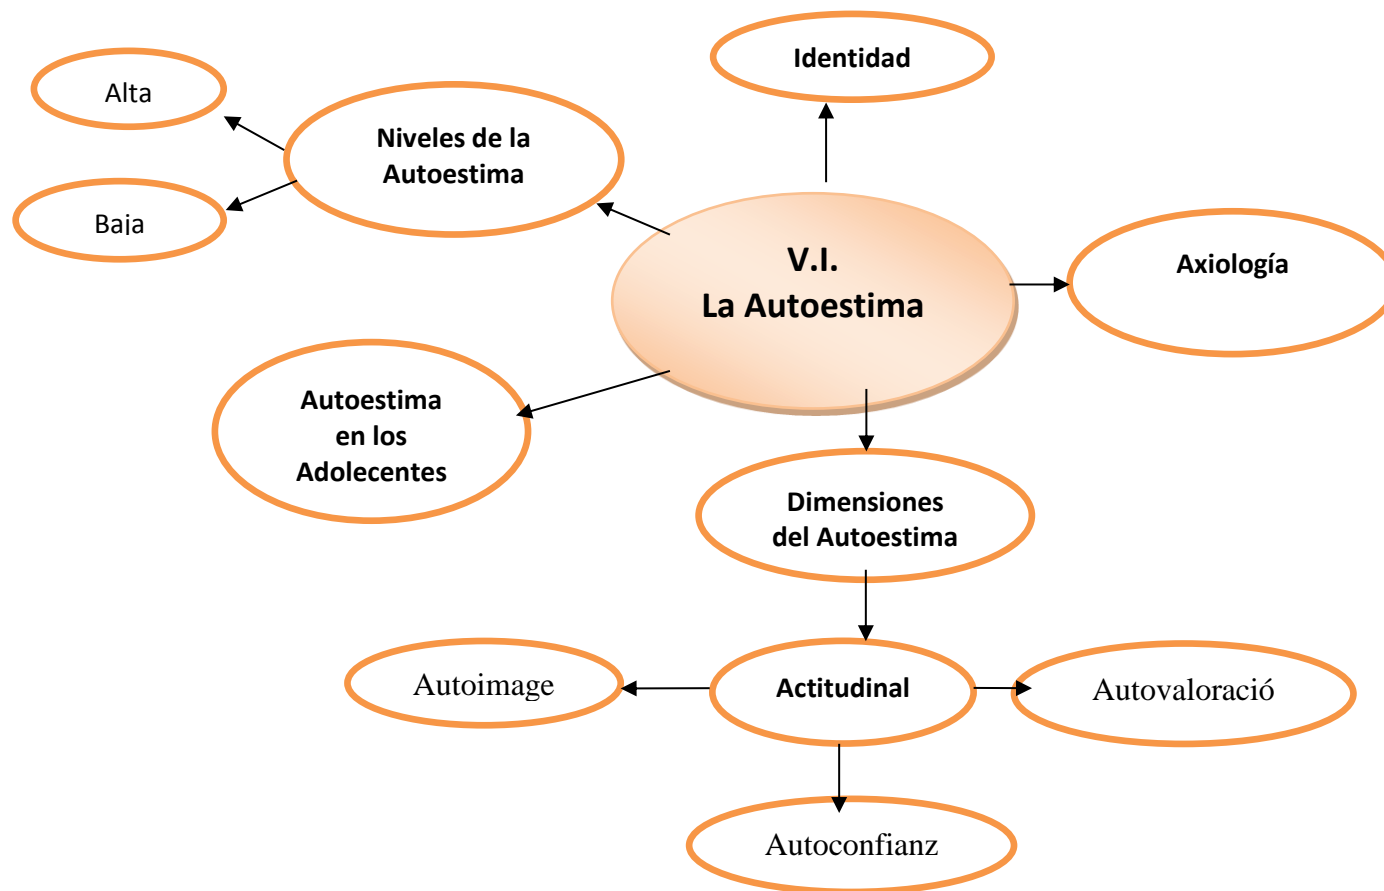 Identidad
Alta
Niveles de la
Autoestima
Baja
V.I.
La Autoestima
Axiología
Autoestima
en los
Adolecentes
Dimensiones
del Autoestima
Autoimage
Actitudinal
Autovaloració
Autoconfianz